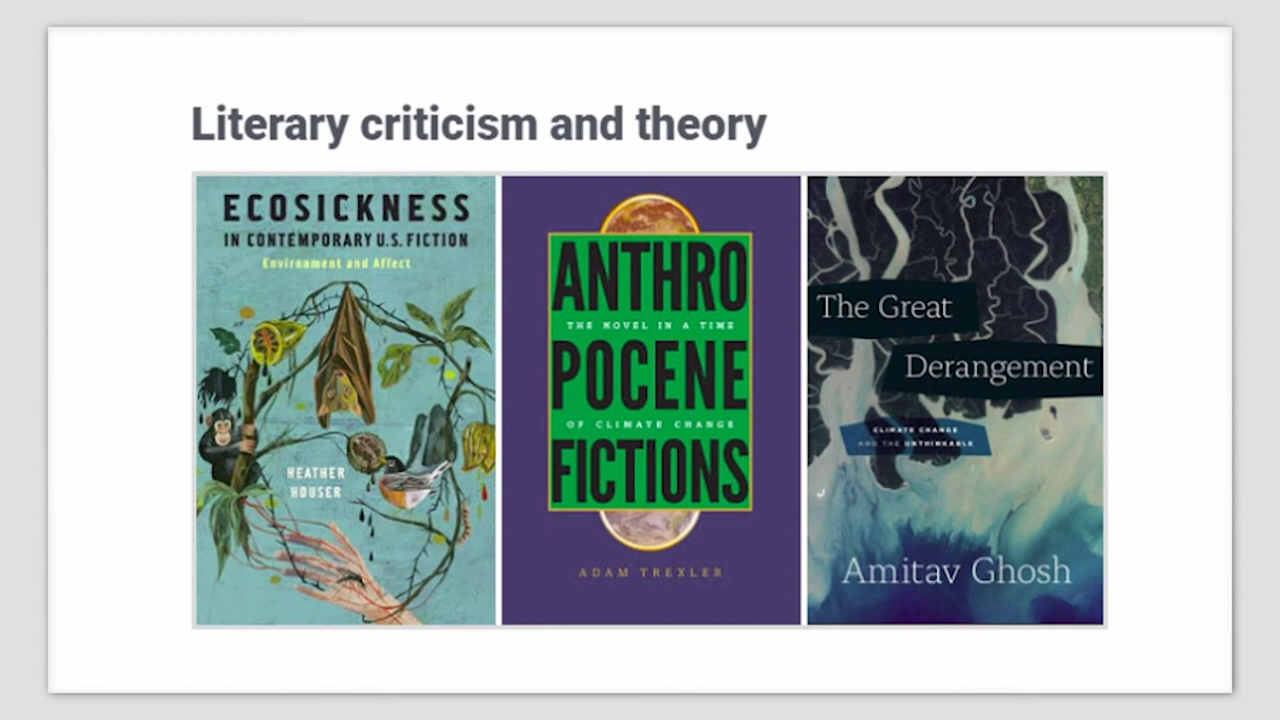 Literary criticism and theory
ECOSICKNESS
IN CONTEMPORARY U.S. FICTION
Environment and Affect
HEATHER
HOUSER
ANTHRO
THE NOVEL IN A TIME
POCENE
OF CLIMATE CHANGE
FICTIONS
ADAM TREXLER
The Great
Derangement
CLIMATE CHANGE
AND THE UNTHINKABLE
Amitav Ghosh